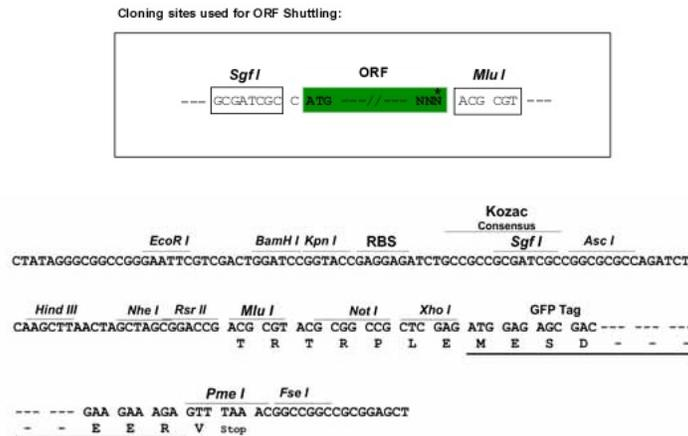 Cloning sites used for ORF Shuttling:
Sgf I ORF Mlu I
--- GCGATCGC C ATG ---//--- NNN* ACG CGT ---
Kozac
Consensus
EcoR I BamH I Kpn I RBS Sgf I Asc I
CTATAGGGCGGCCGGGAATTCGTCGACTGGATCCGGTACCGAGGAGATCTGCCGCCGCGATCGCCGGCGCGCCAGATCT
Hind III Nhe I Rsr II Mlu I Not I Xho I GFP Tag
CAAGCTTAACTAGCTAGCGGACCG ACG CGT ACG CGG CCG CTC GAG ATG GAG AGC GAC --- --- ---
T R T R P L E M E S D - - -
Pme I Fse I
--- --- GAA GAA AGA GTT TAA ACGGCCGGCCGCGGAGCT
- - E E R V Stop